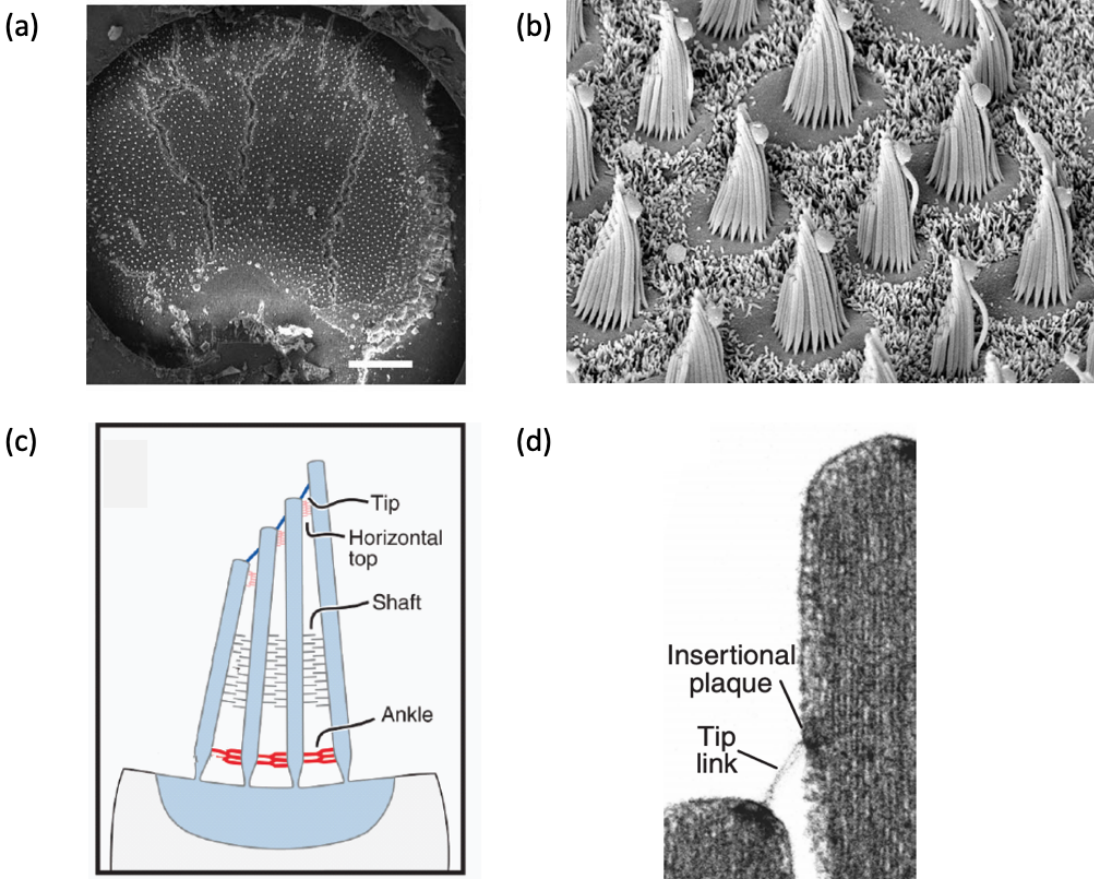 (a)
(b)
(c)
Tip
Horizontal
top
Shaft
Ankle
(d)
Insertional
plaque
Tip
link